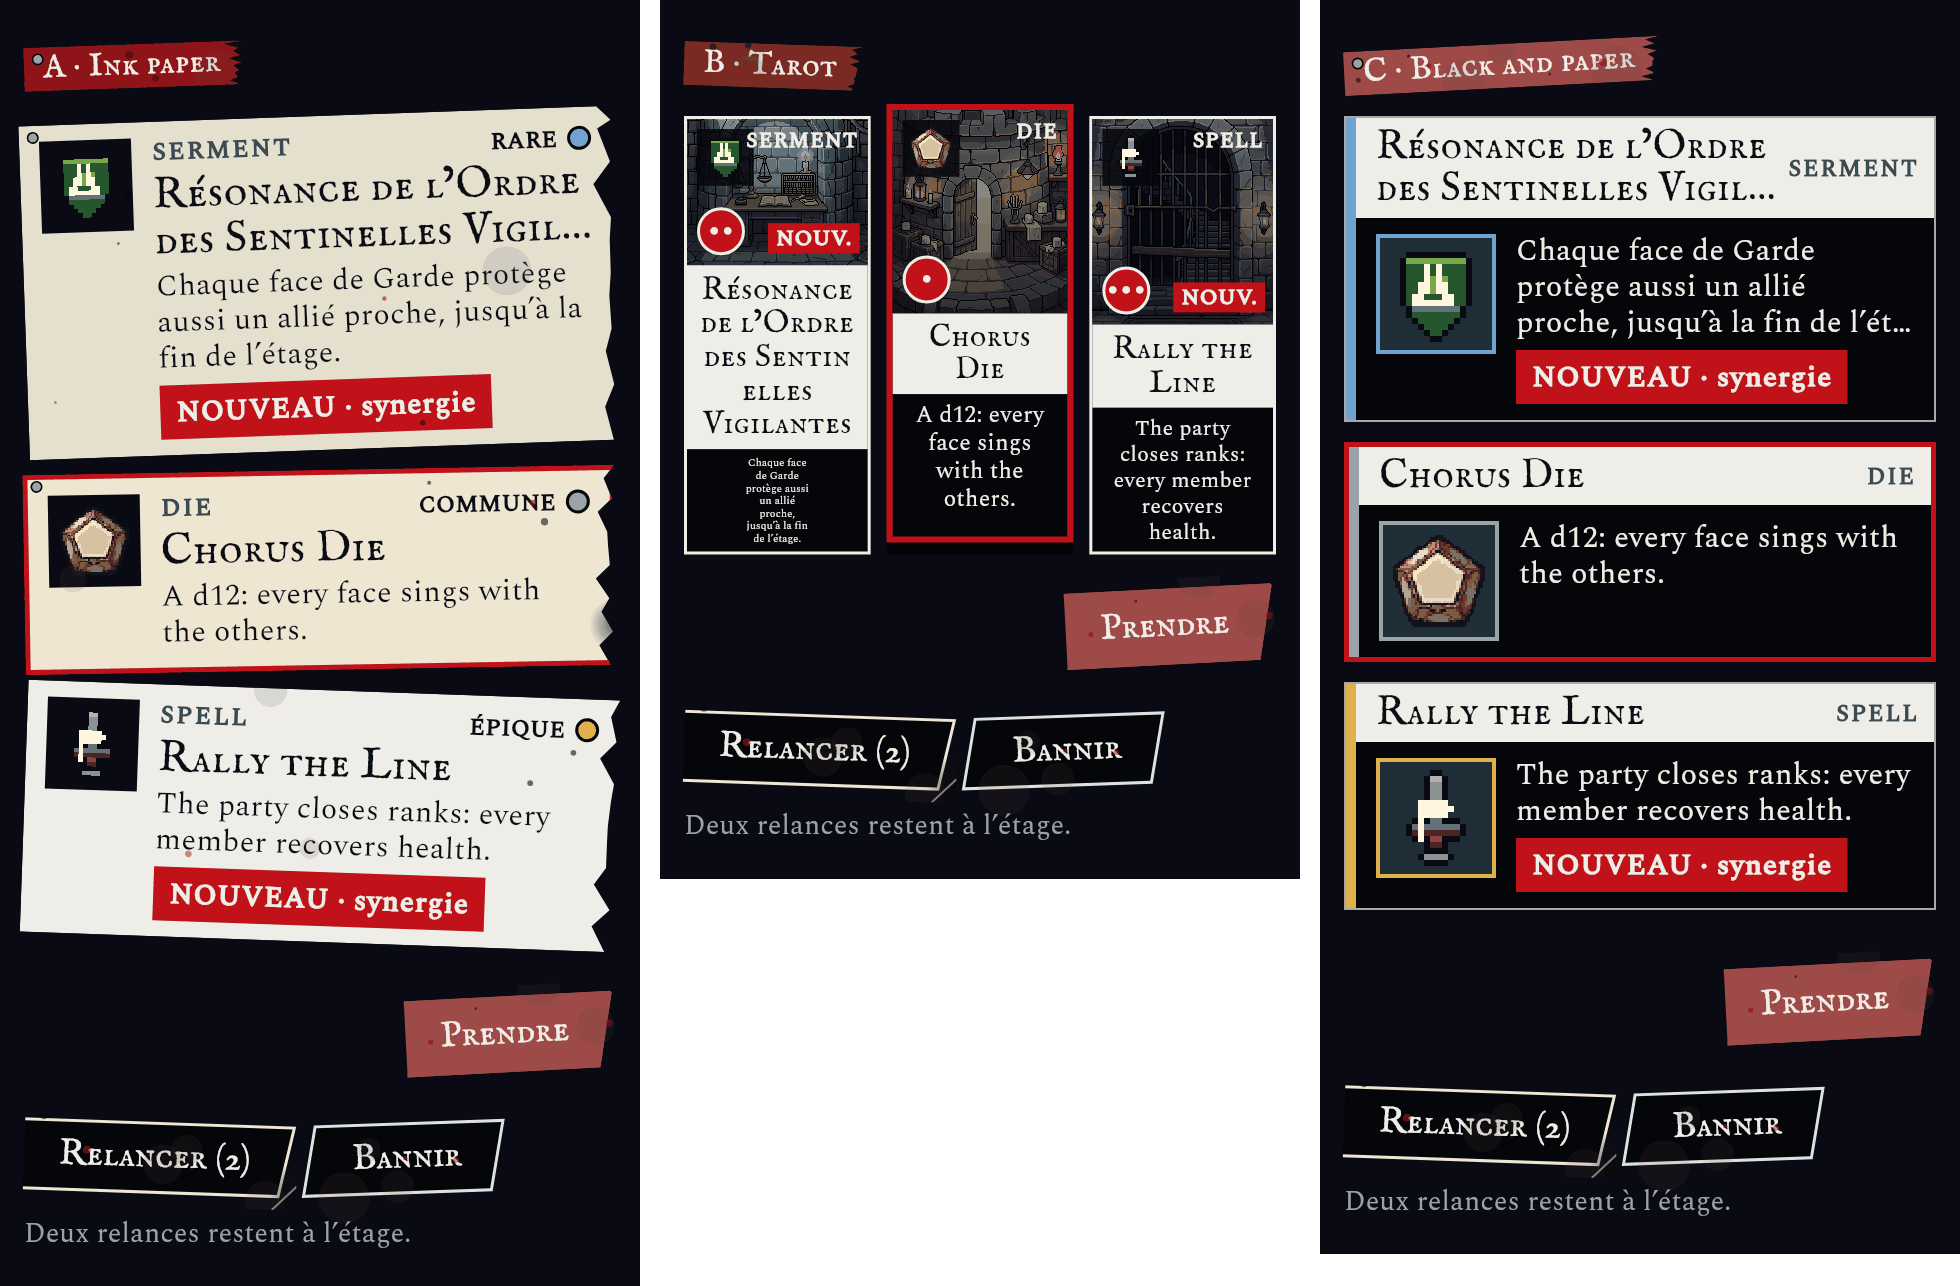 A · Ink paper
SERMENT
RARE
Résonance de l'Ordre
des Sentinelles Vigil...
Chaque face de Garde protège
aussi un allié proche, jusqu'à la
fin de l'étage.
NOUVEAU · synergie
DIE
COMMUNE
Chorus Die
A d12: every face sings with
the others.
SPELL
ÉPIQUE
Rally the Line
The party closes ranks: every
member recovers health.
NOUVEAU · synergie
Prendre
Relancer (2)
Bannir
Deux relances restent à l'étage.
B · Tarot
SERMENT
NOUV.
Résonance
de l'Ordre
des Sentin
elles
Vigilantes
Chaque face
de Garde
protège aussi
un allié
proche,
jusqu'à la fin
de l'étage.
DIE
Chorus
Die
A d12: every
face sings
with the
others.
SPELL
NOUV.
Rally the
Line
The party
closes ranks:
every member
recovers
health.
Prendre
Relancer (2)
Bannir
Deux relances restent à l'étage.
C · Black and paper
Résonance de l'Ordre
des Sentinelles Vigil...
SERMENT
Chaque face de Garde
protège aussi un allié
proche, jusqu'à la fin de l'ét...
NOUVEAU · synergie
Chorus Die
DIE
A d12: every face sings with
the others.
Rally the Line
SPELL
The party closes ranks: every
member recovers health.
NOUVEAU · synergie
Prendre
Relancer (2)
Bannir
Deux relances restent à l'étage.